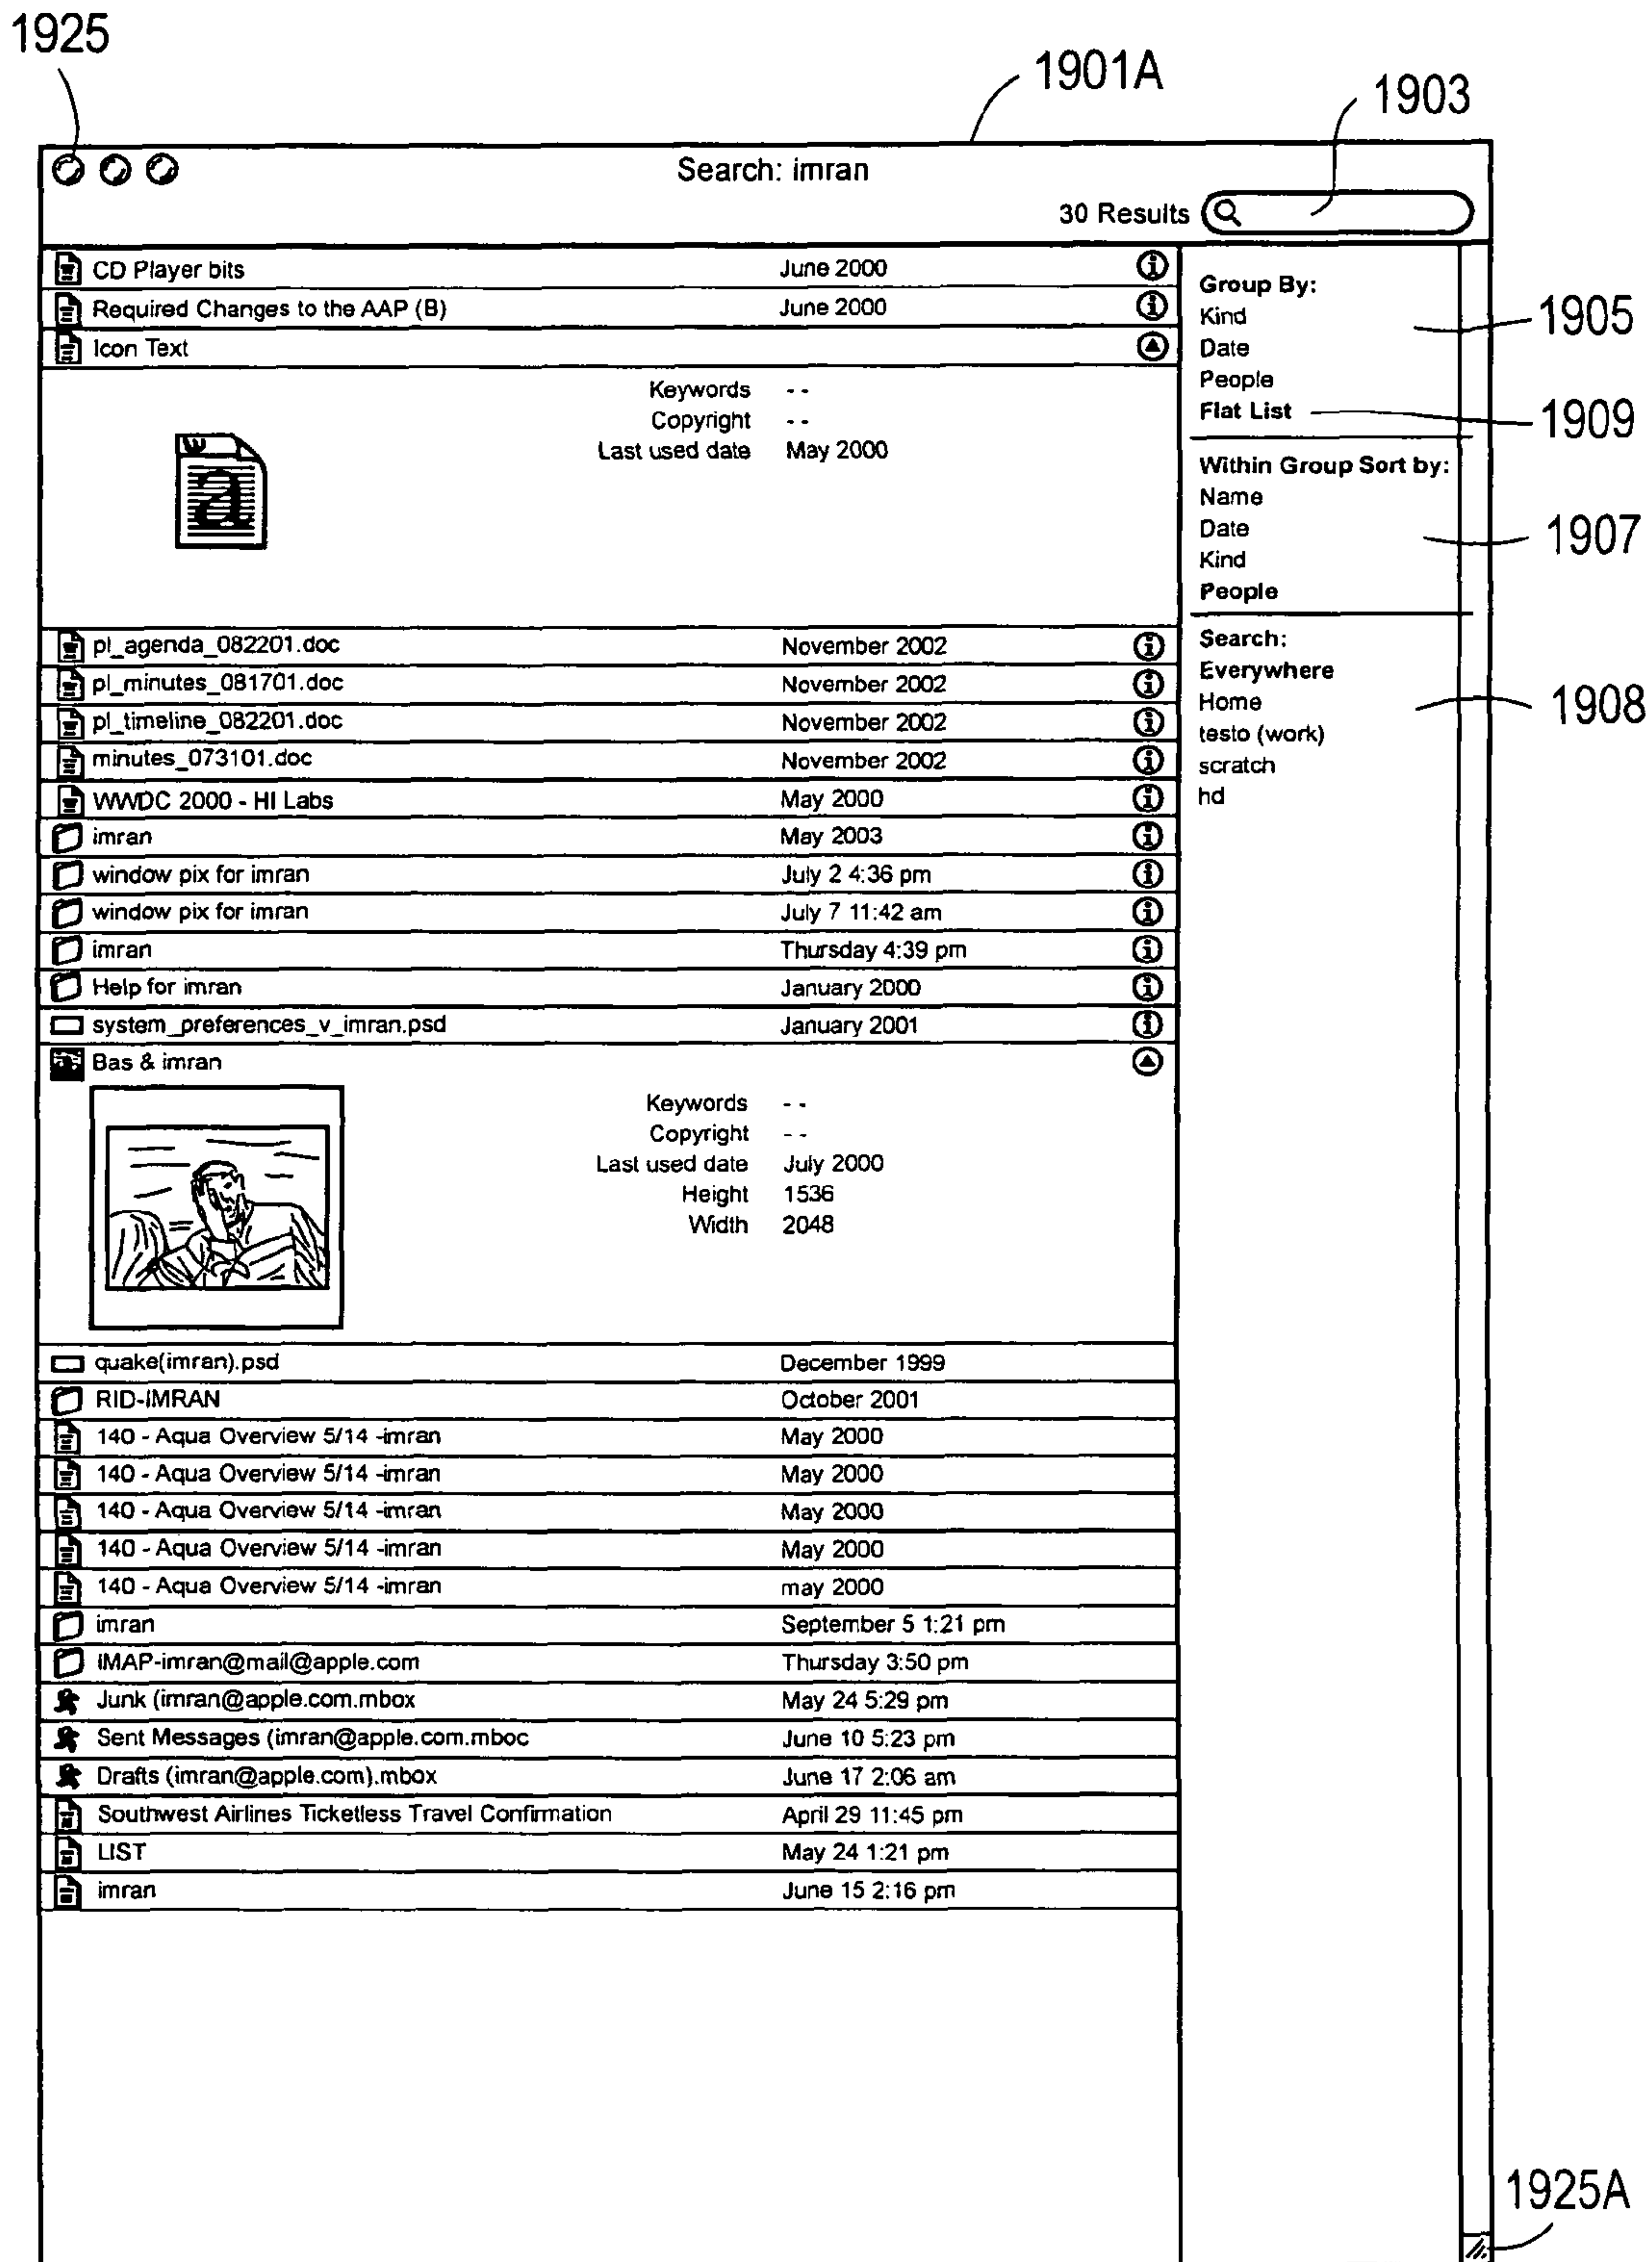 1925
1901A
1903
Search: imran
30 Results
CD Player bits June 2000
Required Changes to the AAP (B) June 2000
Icon Text
Keywords - -
Copyright - -
Last used date May 2000
W
a
pl_agenda_082201.doc November 2002
pl_minutes_081701.doc November 2002
pl_timeline_082201.doc November 2002
minutes_073101.doc November 2002
WWDC 2000 - HI Labs May 2000
imran May 2003
window pix for imran July 2 4:36 pm
window pix for imran July 7 11:42 am
imran Thursday 4:39 pm
Help for imran January 2000
system_preferences_v_imran.psd January 2001
Bas & imran
Keywords - -
Copyright - -
Last used date July 2000
Height 1536
Width 2048
quake(imran).psd December 1999
RID-IMRAN October 2001
140 - Aqua Overview 5/14 -imran May 2000
140 - Aqua Overview 5/14 -imran May 2000
140 - Aqua Overview 5/14 -imran May 2000
140 - Aqua Overview 5/14 -imran May 2000
140 - Aqua Overview 5/14 -imran may 2000
imran September 5 1:21 pm
IMAP-imran@mail@apple.com Thursday 3:50 pm
Junk (imran@apple.com.mbox May 24 5:29 pm
Sent Messages (imran@apple.com.mboc June 10 5:23 pm
Drafts (imran@apple.com).mbox June 17 2:06 am
Southwest Airlines Ticketless Travel Confirmation April 29 11:45 pm
LIST May 24 1:21 pm
imran June 15 2:16 pm
Group By:
Kind
Date
People
Flat List
Within Group Sort by:
Name
Date
Kind
People
Search:
Everywhere
Home
testo (work)
scratch
hd
1905
1909
1907
1908
1925A